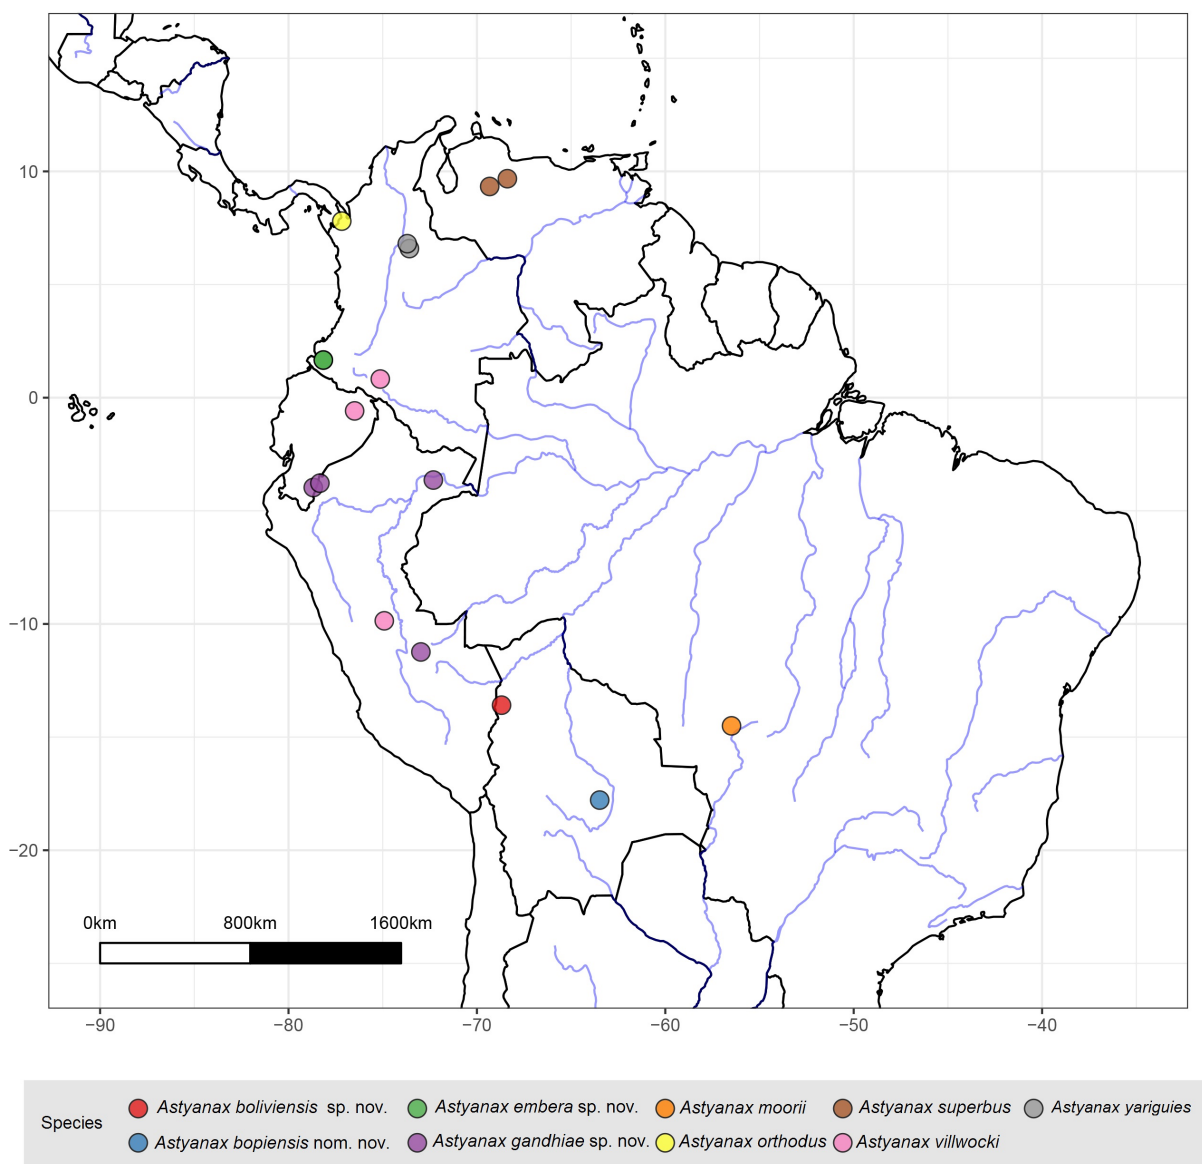 10
0
−10
−20
0km 800km 1600km
−90 −80 −70 −60 −50 −40
Species
Astyanax boliviensis sp. nov. Astyanax embera sp. nov. Astyanax moorii Astyanax superbus Astyanax yariguies
Astyanax bopiensis nom. nov. Astyanax gandhiae sp. nov. Astyanax orthodus Astyanax villwocki